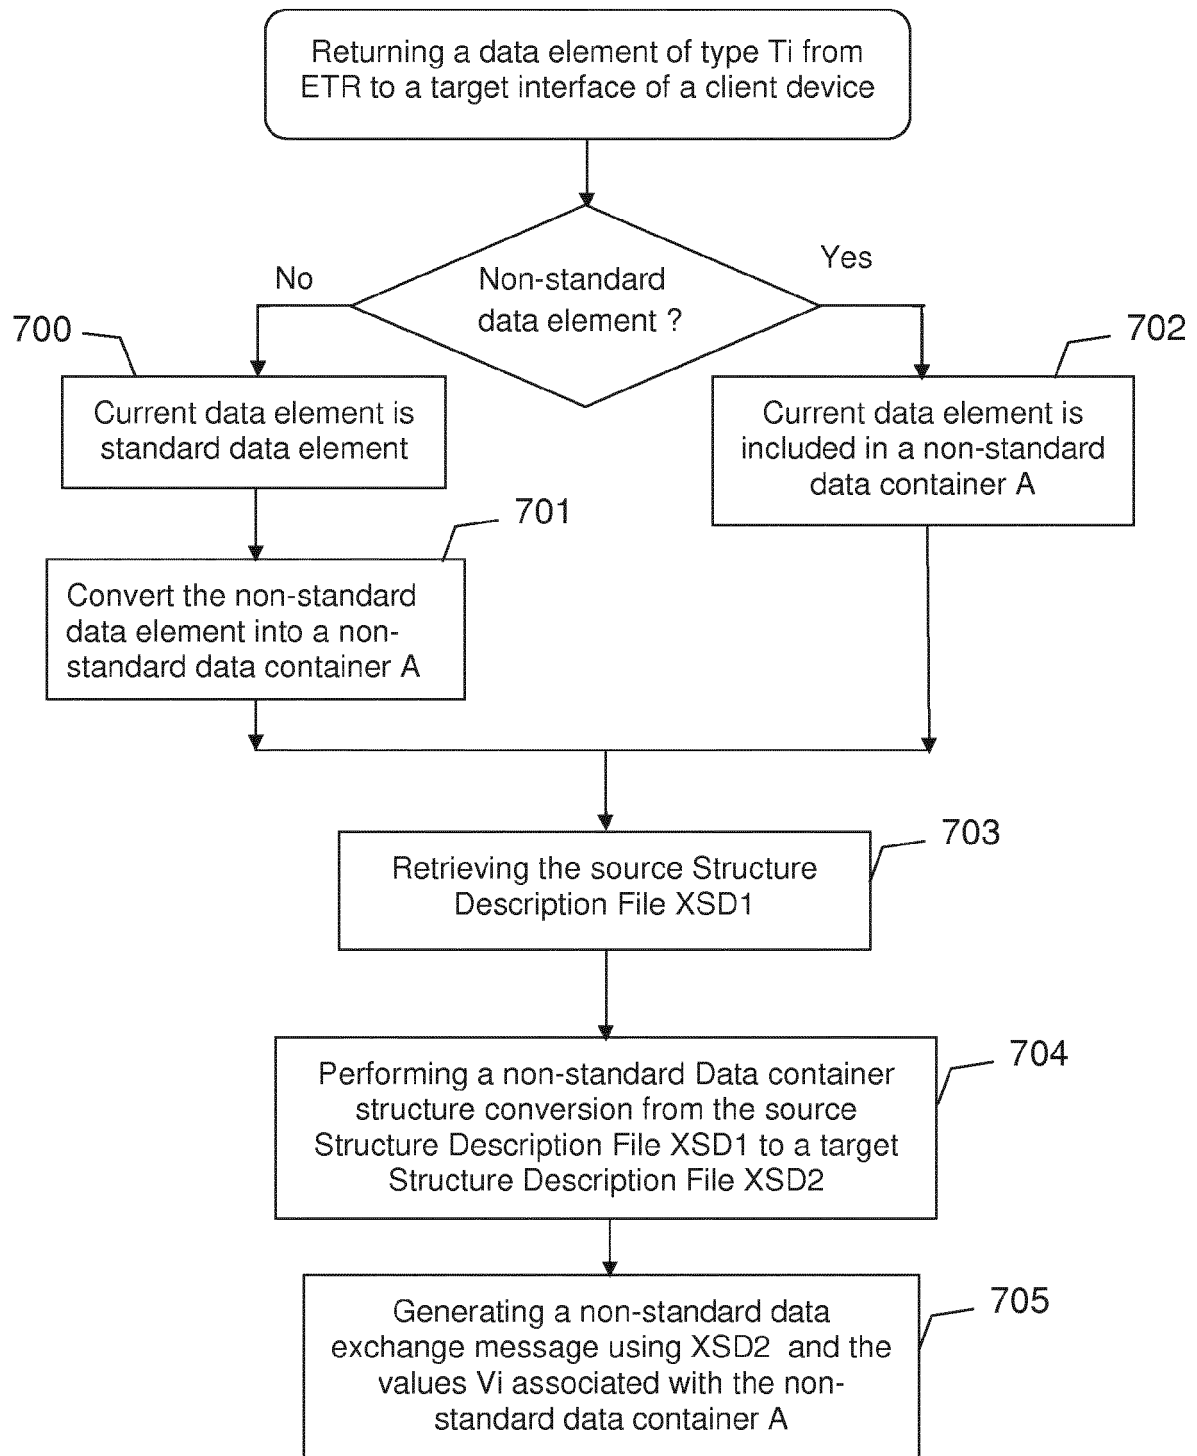 Returning a data element of type Ti from
ETR to a target interface of a client device
Non-standard
data element ?
No
Yes
700
Current data element is
standard data element
702
Current data element is
included in a non-standard
data container A
701
Convert the non-standard
data element into a non-
standard data container A
703
Retrieving the source Structure
Description File XSD1
704
Performing a non-standard Data container
structure conversion from the source
Structure Description File XSD1 to a target
Structure Description File XSD2
705
Generating a non-standard data
exchange message using XSD2 and the
values Vi associated with the non-
standard data container A